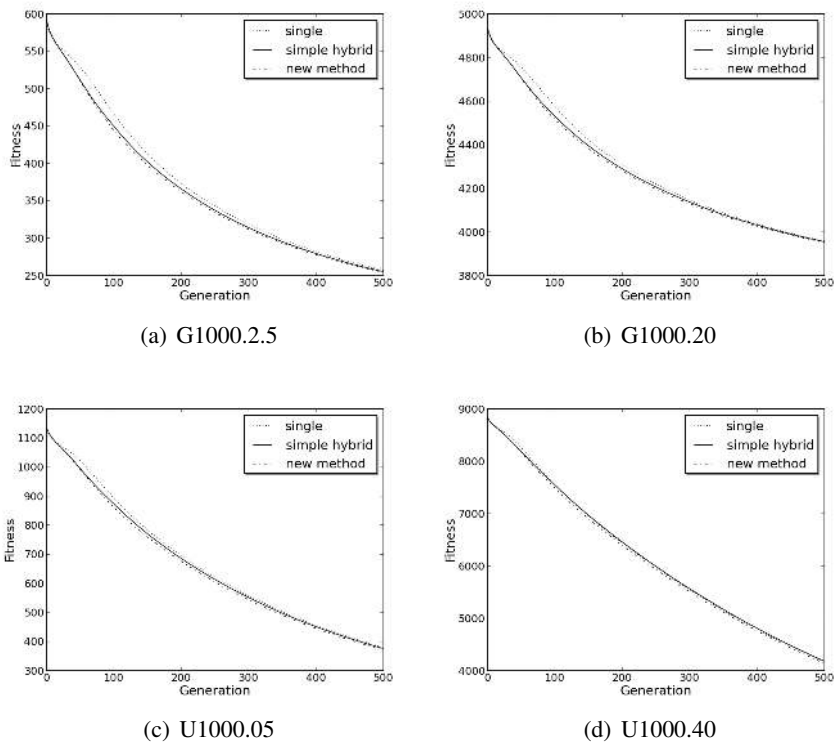 600
550
500
450
400
350
300
250
Fitness
single
simple hybrid
new method
0 100 200 300 400 500
Generation
(a) G1000.2.5
5000
4800
4600
4400
4200
4000
3800
Fitness
single
simple hybrid
new method
0 100 200 300 400 500
Generation
(b) G1000.20
1200
1100
1000
900
800
700
600
500
400
300
Fitness
single
simple hybrid
new method
0 100 200 300 400 500
Generation
(c) U1000.05
9000
8000
7000
6000
5000
4000
Fitness
single
simple hybrid
new method
0 100 200 300 400 500
Generation
(d) U1000.40